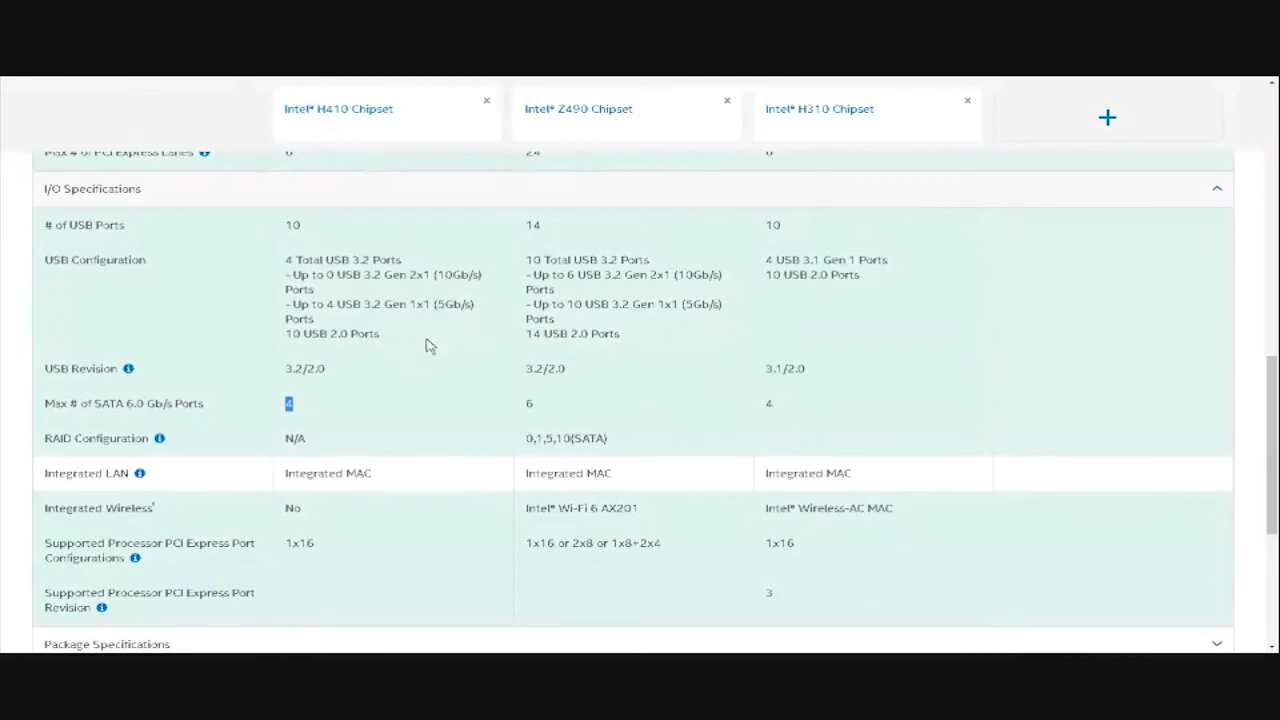 Intel® H410 Chipset × Intel® Z490 Chipset × Intel® H310 Chipset × +
Max # of PCI Express Lanes 6 24 6
I/O Specifications
# of USB Ports 10 14 10
USB Configuration 4 Total USB 3.2 Ports 10 Total USB 3.2 Ports 4 USB 3.1 Gen 1 Ports
- Up to 0 USB 3.2 Gen 2x1 (10Gb/s) - Up to 6 USB 3.2 Gen 2x1 (10Gb/s) 10 USB 2.0 Ports
Ports Ports
- Up to 4 USB 3.2 Gen 1x1 (5Gb/s) - Up to 10 USB 3.2 Gen 1x1 (5Gb/s)
Ports Ports
10 USB 2.0 Ports 14 USB 2.0 Ports
USB Revision 3.2/2.0 3.2/2.0 3.1/2.0
Max # of SATA 6.0 Gb/s Ports 4 6 4
RAID Configuration N/A 0,1,5,10(SATA)
Integrated LAN Integrated MAC Integrated MAC Integrated MAC
Integrated Wireless‡ No Intel® Wi-Fi 6 AX201 Intel® Wireless-AC MAC
Supported Processor PCI Express Port 1x16 1x16 or 2x8 or 1x8+2x4 1x16
Configurations
Supported Processor PCI Express Port 3
Revision
Package Specifications